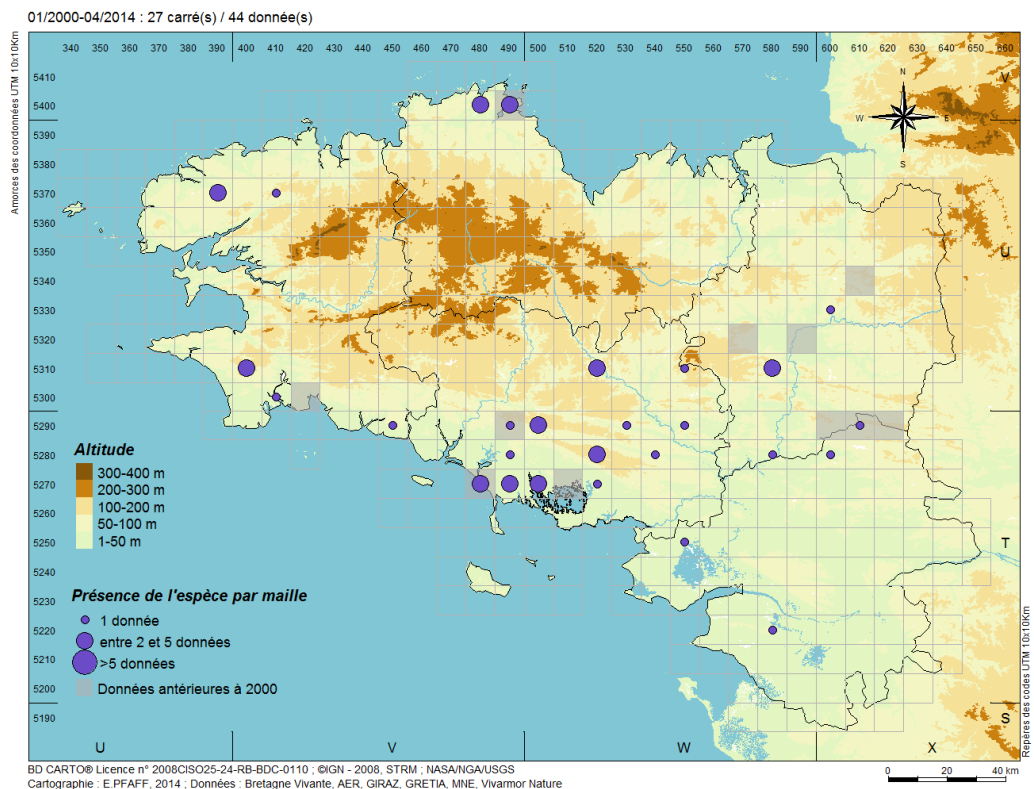 01/2000-04/2014 : 27 carré(s) / 44 donnée(s)
Amorces des coordonnées UTM 10x10Km
340 350 360 370 380 390 400 410 420 430 440 450 460 470 480 490 500 510 520 530 540 550 560 570 580 590 600 610 620 630 640 650 660
5410
5400
5390
5380
5370
5360
5350
5340
5330
5320
5310
5300
5290
5280
5270
5260
5250
5240
5230
5220
5210
5200
5190
N
W
E
S
V
U
T
S
Altitude
300-400 m
200-300 m
100-200 m
50-100 m
1-50 m
Présence de l'espèce par maille
1 donnée
entre 2 et 5 données
>5 données
Données antérieures à 2000
U V W X
Repères des codes UTM 10x10Km
BD CARTO® Licence n° 2008CISO25-24-RB-BDC-0110 ; ©IGN - 2008, STRM ; NASA/NGA/USGS
Cartographie : E.PFAFF, 2014 ; Données : Bretagne Vivante, AER, GIRAZ, GRETIA, MNE, Vivarmor Nature
0 20 40 km